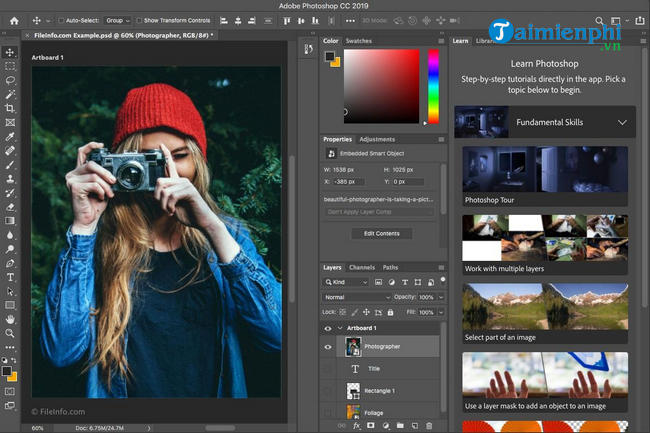 Adobe Photoshop CC 2019
Auto-Select:
Group
Show Transform Controls
3D Mode:
Taimienphi
.vn
FileInfo.com Example.psd @ 60% (Photographer, RGB/8#) *
Artboard 1
© FileInfo.com
60%
Doc: 6.75M/24.7M
Color
Swatches
Properties
Adjustments
Embedded Smart Object
W: 1538 px
H: 1025 px
X: -385 px
Y: 0 px
beautiful-photographer-is-taking-a-pict...
Don't Apply Layer Comp
Edit Contents
Layers
Channels
Paths
Kind
Normal
Opacity: 100%
Lock:
Fill: 100%
Artboard 1
Photographer
Title
Rectangle 1
Foliage
Learn
Librar
Learn Photoshop
Step-by-step tutorials directly in the app. Pick a
topic below to begin.
Fundamental Skills
Photoshop Tour
Work with multiple layers
Select part of an image
Use a layer mask to add an object to an image